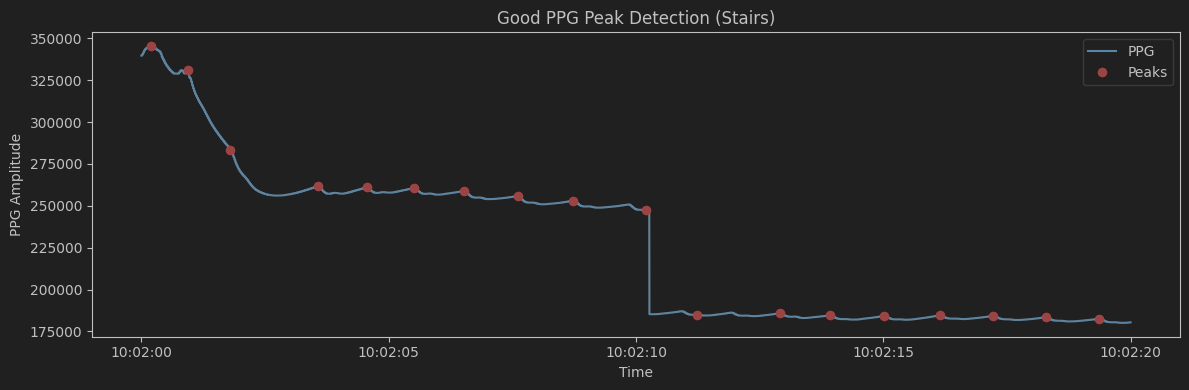 Good PPG Peak Detection (Stairs)
350000
325000
300000
275000
250000
225000
200000
175000
PPG Amplitude
PPG
Peaks
10:02:00
10:02:05
10:02:10
10:02:15
10:02:20
Time